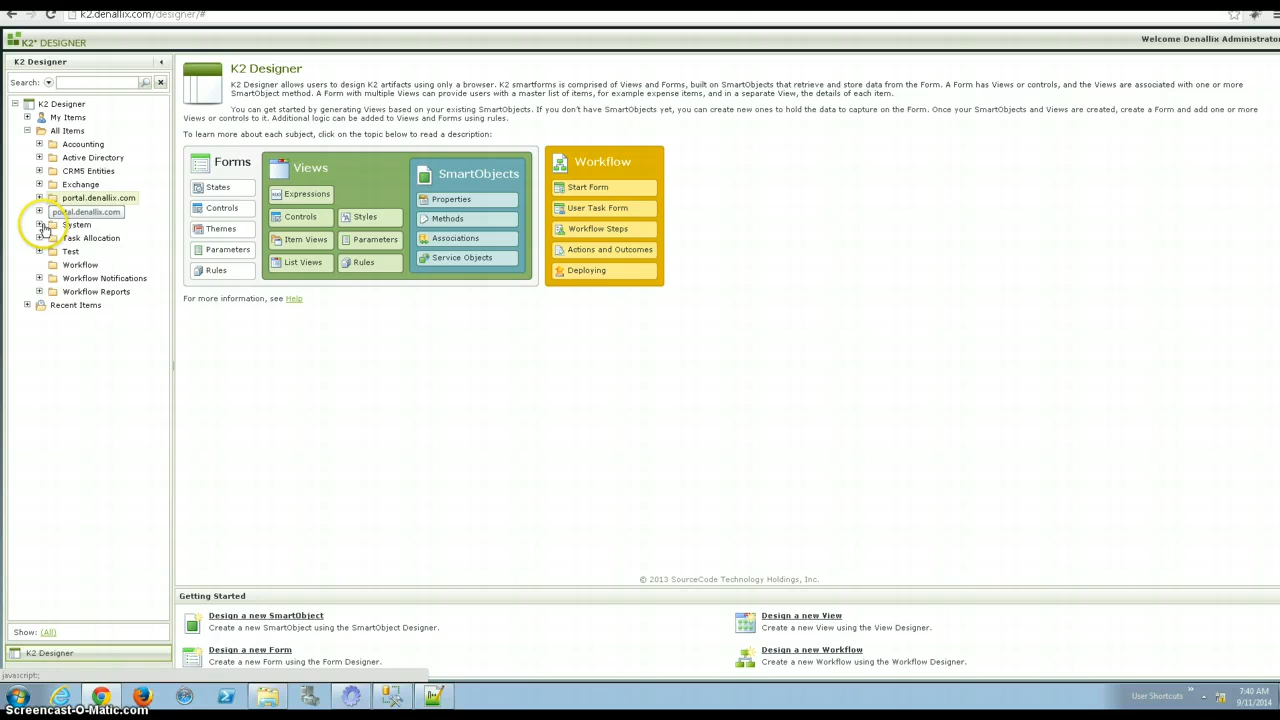 k2.denallix.com/designer/#
K2* DESIGNER
Welcome Denallix Administrator
K2 Designer
Search:
K2 Designer
My Items
All Items
Accounting
Active Directory
CRM5 Entities
Exchange
portal.denallix.com
portal.denallix.com
System
Task Allocation
Test
Workflow
Workflow Notifications
Workflow Reports
Recent Items
Show: (All)
K2 Designer
K2 Designer
K2 Designer allows users to design K2 artifacts using only a browser. K2 smartforms is comprised of Views and Forms, built on SmartObjects that retrieve and store data from the Form. A Form has Views or controls, and the Views are associated with one or more
SmartObject method. A Form with multiple Views can provide users with a master list of items, for example expense items, and in a separate View, the details of each item.
You can get started by generating Views based on your existing SmartObjects. If you don't have SmartObjects yet, you can create new ones to hold the data to capture on the Form. Once your SmartObjects and Views are created, create a Form and add one or more
Views or controls to it. Additional logic can be added to Views and Forms using rules.
To learn more about each subject, click on the topic below to read a description:
Forms
States
Controls
Themes
Parameters
Rules
Views
Expressions
Controls
Styles
Item Views
Parameters
List Views
Rules
SmartObjects
Properties
Methods
Associations
Service Objects
Workflow
Start Form
User Task Form
Workflow Steps
Actions and Outcomes
Deploying
For more information, see Help
© 2013 SourceCode Technology Holdings, Inc.
Getting Started
Design a new SmartObject
Create a new SmartObject using the SmartObject Designer.
Design a new View
Create a new View using the View Designer.
Design a new Form
Create a new Form using the Form Designer.
Design a new Workflow
Create a new Workflow using the Workflow Designer.
javascript:;
User Shortcuts
7:40 AM
9/11/2014
Screencast-O-Matic.com